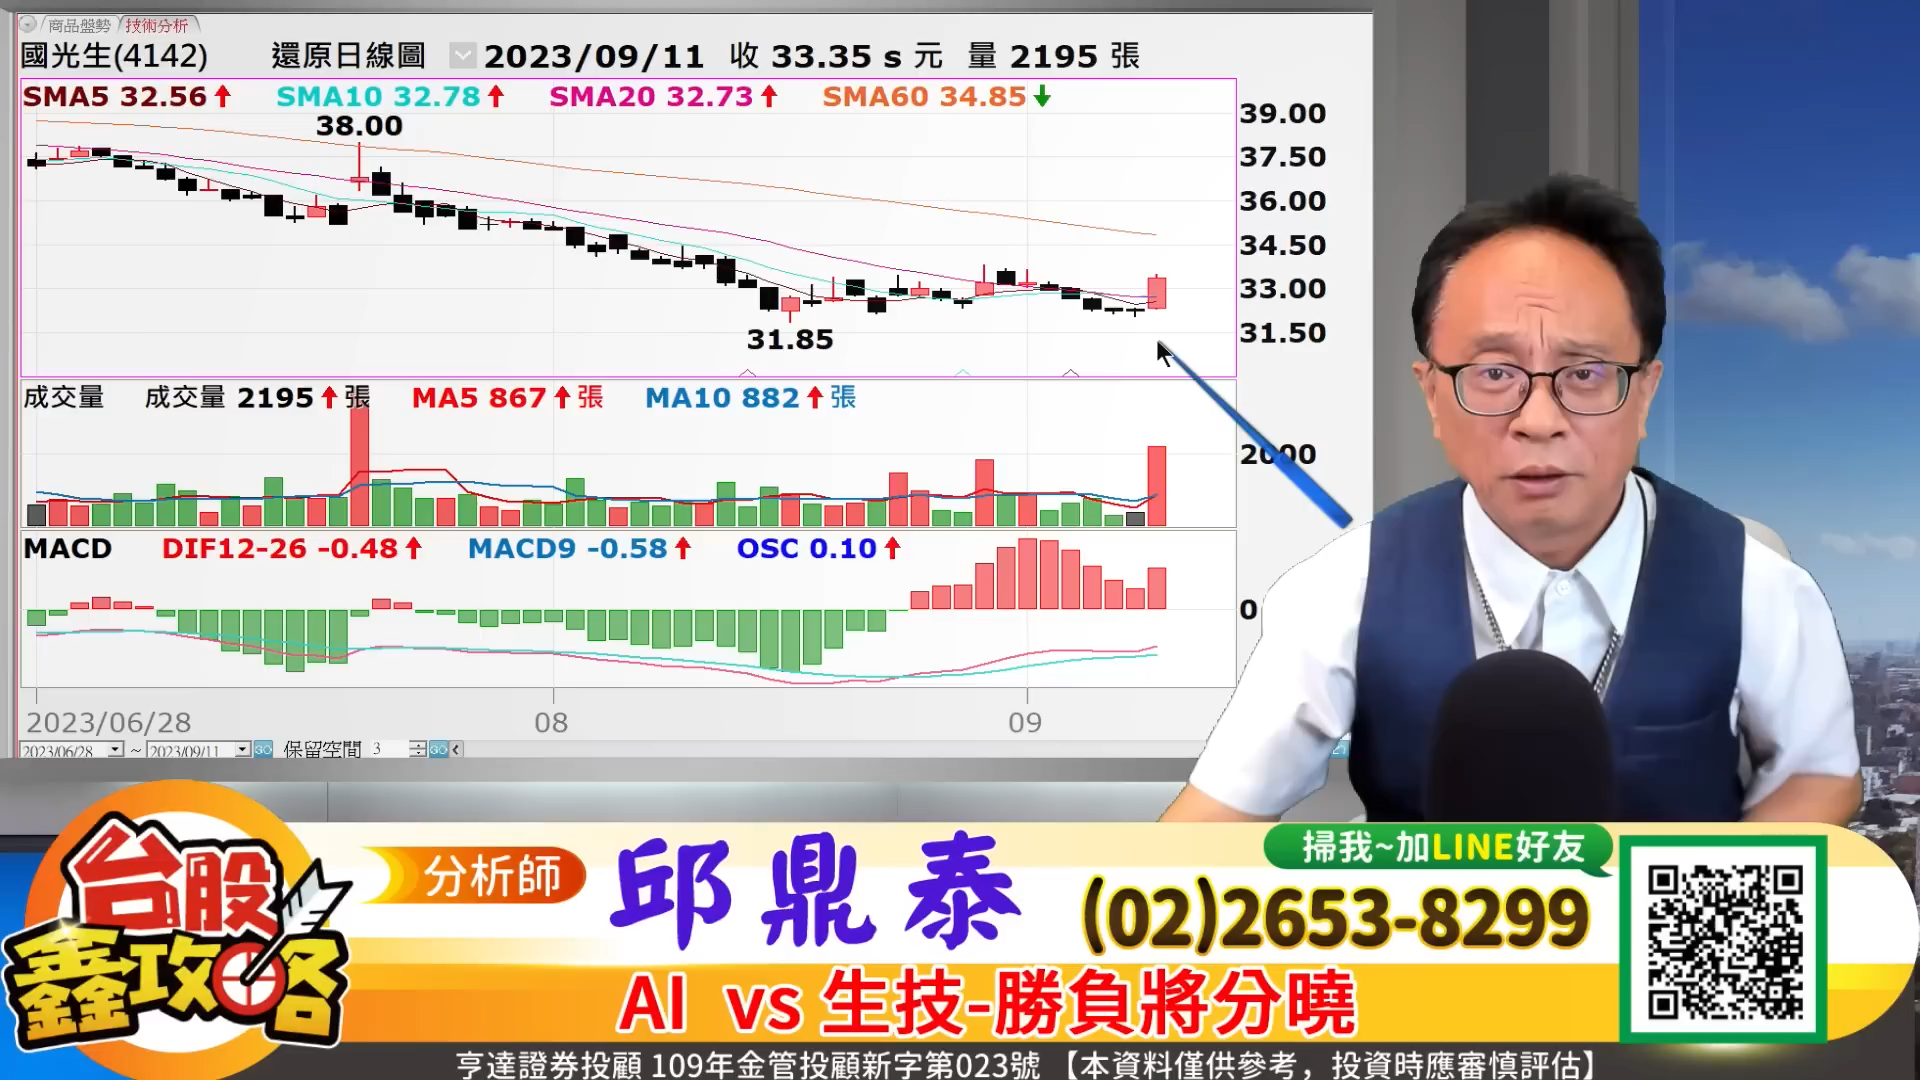 商品盤勢 技術分析
國光生(4142) 還原日線圖 2023/09/11 收 33.35 s 元 量 2195 張
SMA5 32.56 SMA10 32.78 SMA20 32.73 SMA60 34.85
38.00
31.85
39.00
37.50
36.00
34.50
33.00
31.50
成交量 成交量 2195 張 MA5 867 張 MA10 882 張
2000
MACD DIF12-26 -0.48 MACD9 -0.58 OSC 0.10
0
2023/06/28 08 09
2023/06/28 ~ 2023/09/11 GO 保留空間 3 GO
台股
鑫攻略
分析師
邱鼎泰
掃我~加LINE好友
(02)2653-8299
AI vs 生技-勝負將分曉
亨達證券投顧 109年金管投顧新字第023號 【本資料僅供參考，投資時應審慎評估】